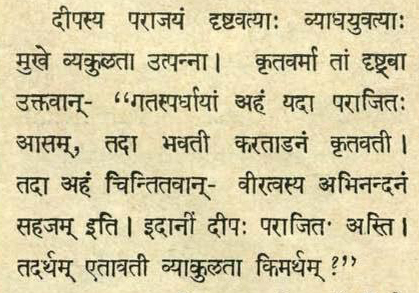 दीपस्य पराजयं दृष्टवत्याः व्याधयुवत्याः
मुखे व्यकुलता उत्पन्ना। कृतवर्मा तां दृष्ट्वा
उक्तवान्- “गतस्पर्धायां अहं यदा पराजितः
आसम्, तदा भवती करताडनं कृतवती।
तदा अहं चिन्तितवान्- वीरत्वस्य अभिनन्दनं
सहजम् इति। इदानीं दीपः पराजित· अस्ति।
तदर्थम् एतावती व्याकुलता किमर्थम् ?”